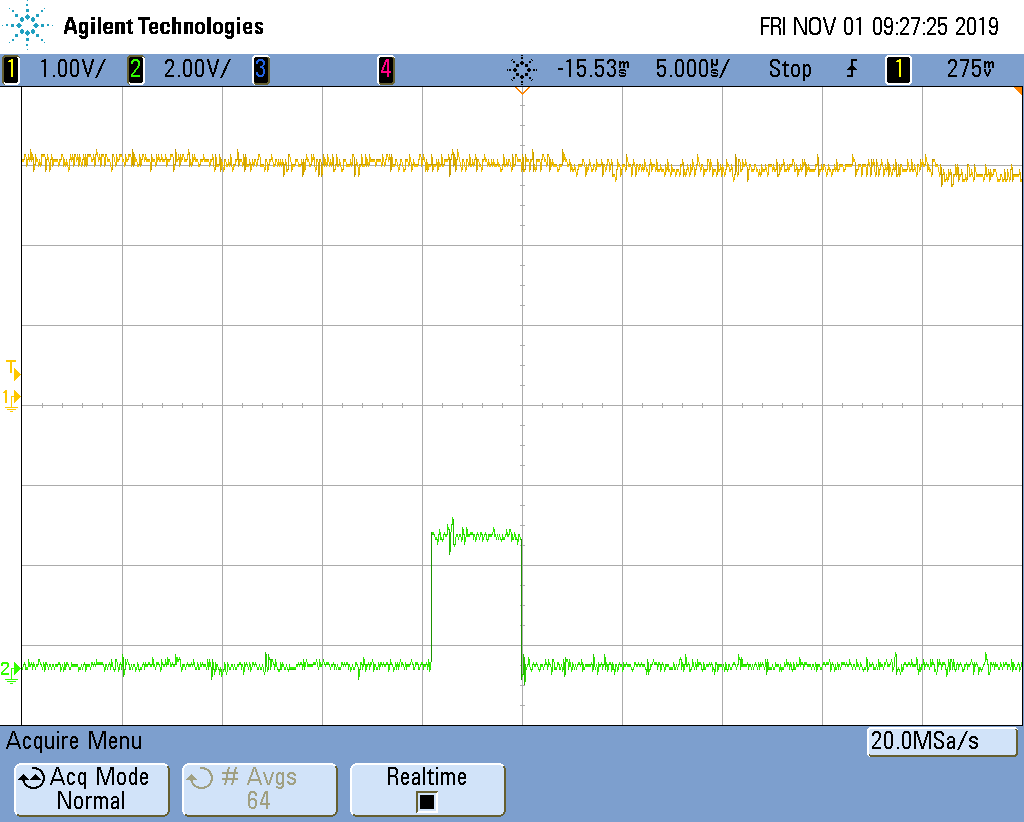 Agilent Technologies FRI NOV 01 09:27:25 2019
1 1.00V/ 2 2.00V/ 3 4 -15.53ms 5.000µs/ Stop 1 275mV
T
1
2
Acquire Menu 20.0MSa/s
Acq Mode # Avgs Realtime
Normal 64